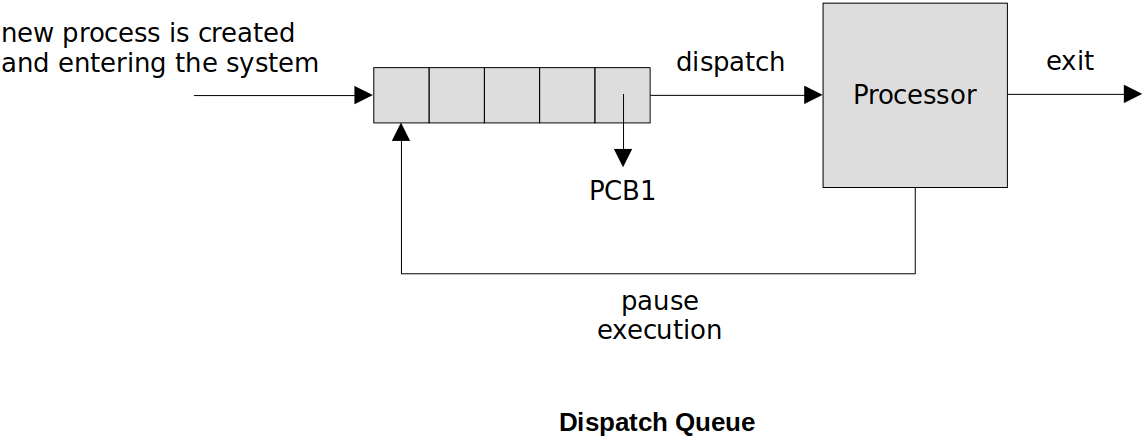 new process is created
and entering the system
dispatch
Processor
exit
PCB1
pause
execution
Dispatch Queue